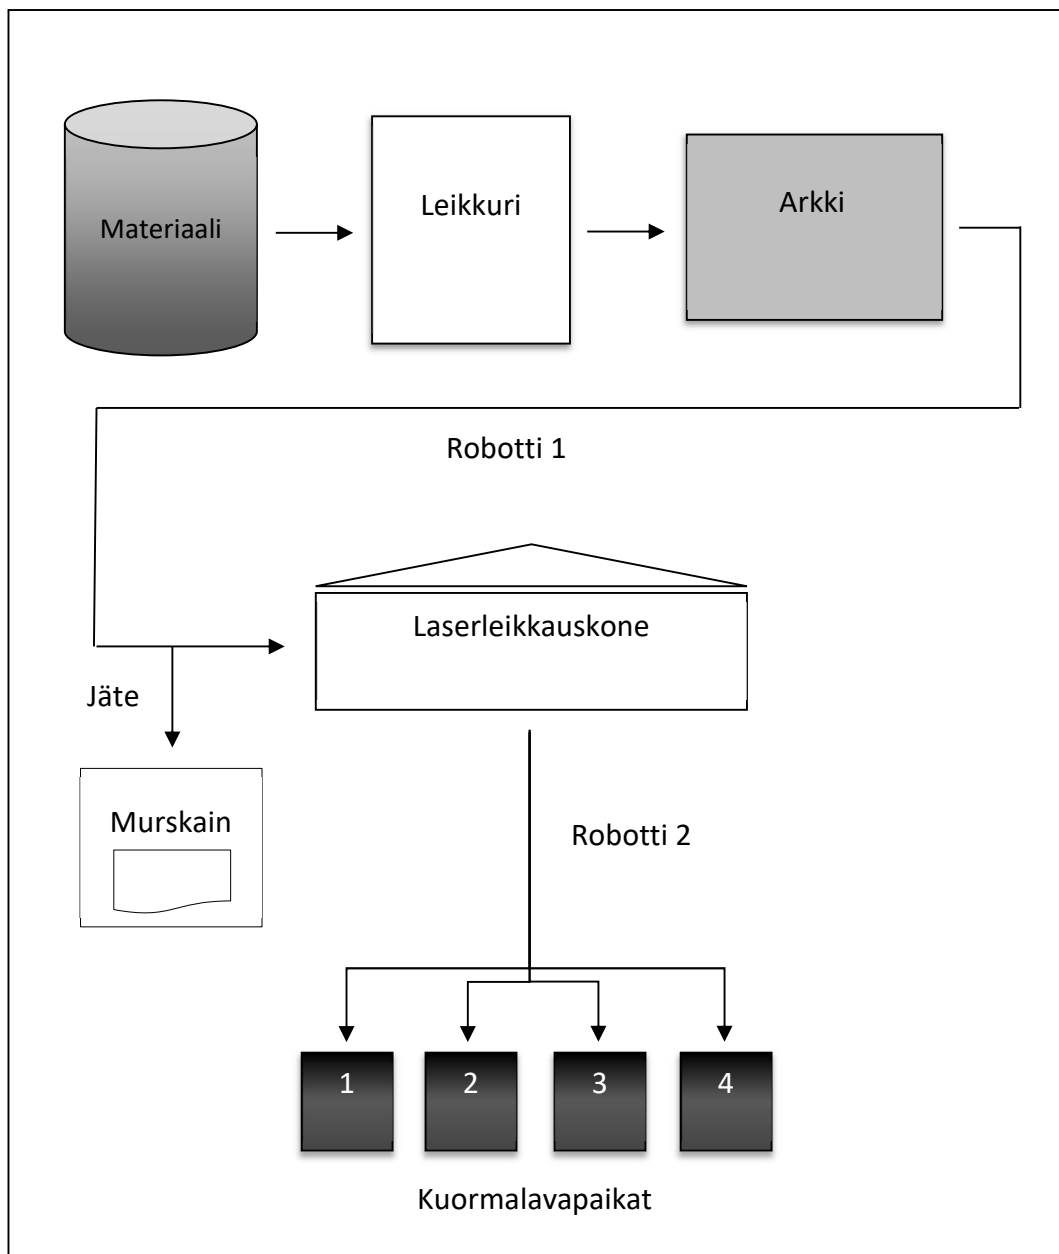 Materiaali
Leikkuri
Arkki
Robotti 1
Laserleikkauskone
Jäte
Murskain
Robotti 2
1
2
3
4
Kuormalavapaikat